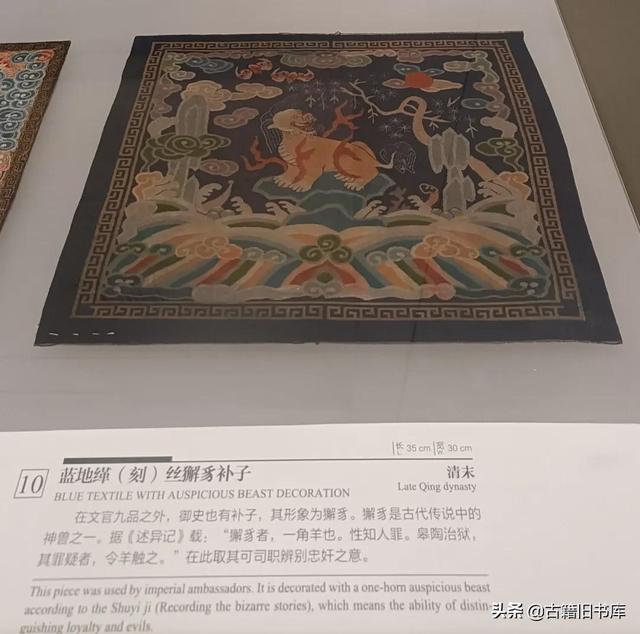 长 L. 35 cm 宽 W. 30 cm
10 蓝地缂（刻）丝獬豸补子 清末
BLUE TEXTILE WITH AUSPICIOUS BEAST DECORATION Late Qing dynasty
在文官九品之外，御史也有补子，其形象为獬豸。獬豸是古代传说中的
神兽之一。据《述异记》载：“獬豸者，一角羊也。性知人罪。皋陶治狱，
其罪疑者，令羊触之。”在此取其可司职辨别忠奸之意。
This piece was used by imperial ambassadors. It is decorated with a one-horn auspicious beast
according to the Shuyi ji (Recording the bizarre stories), which means the ability of distin-
guishing loyalty and evils.
头条 @古籍旧书库